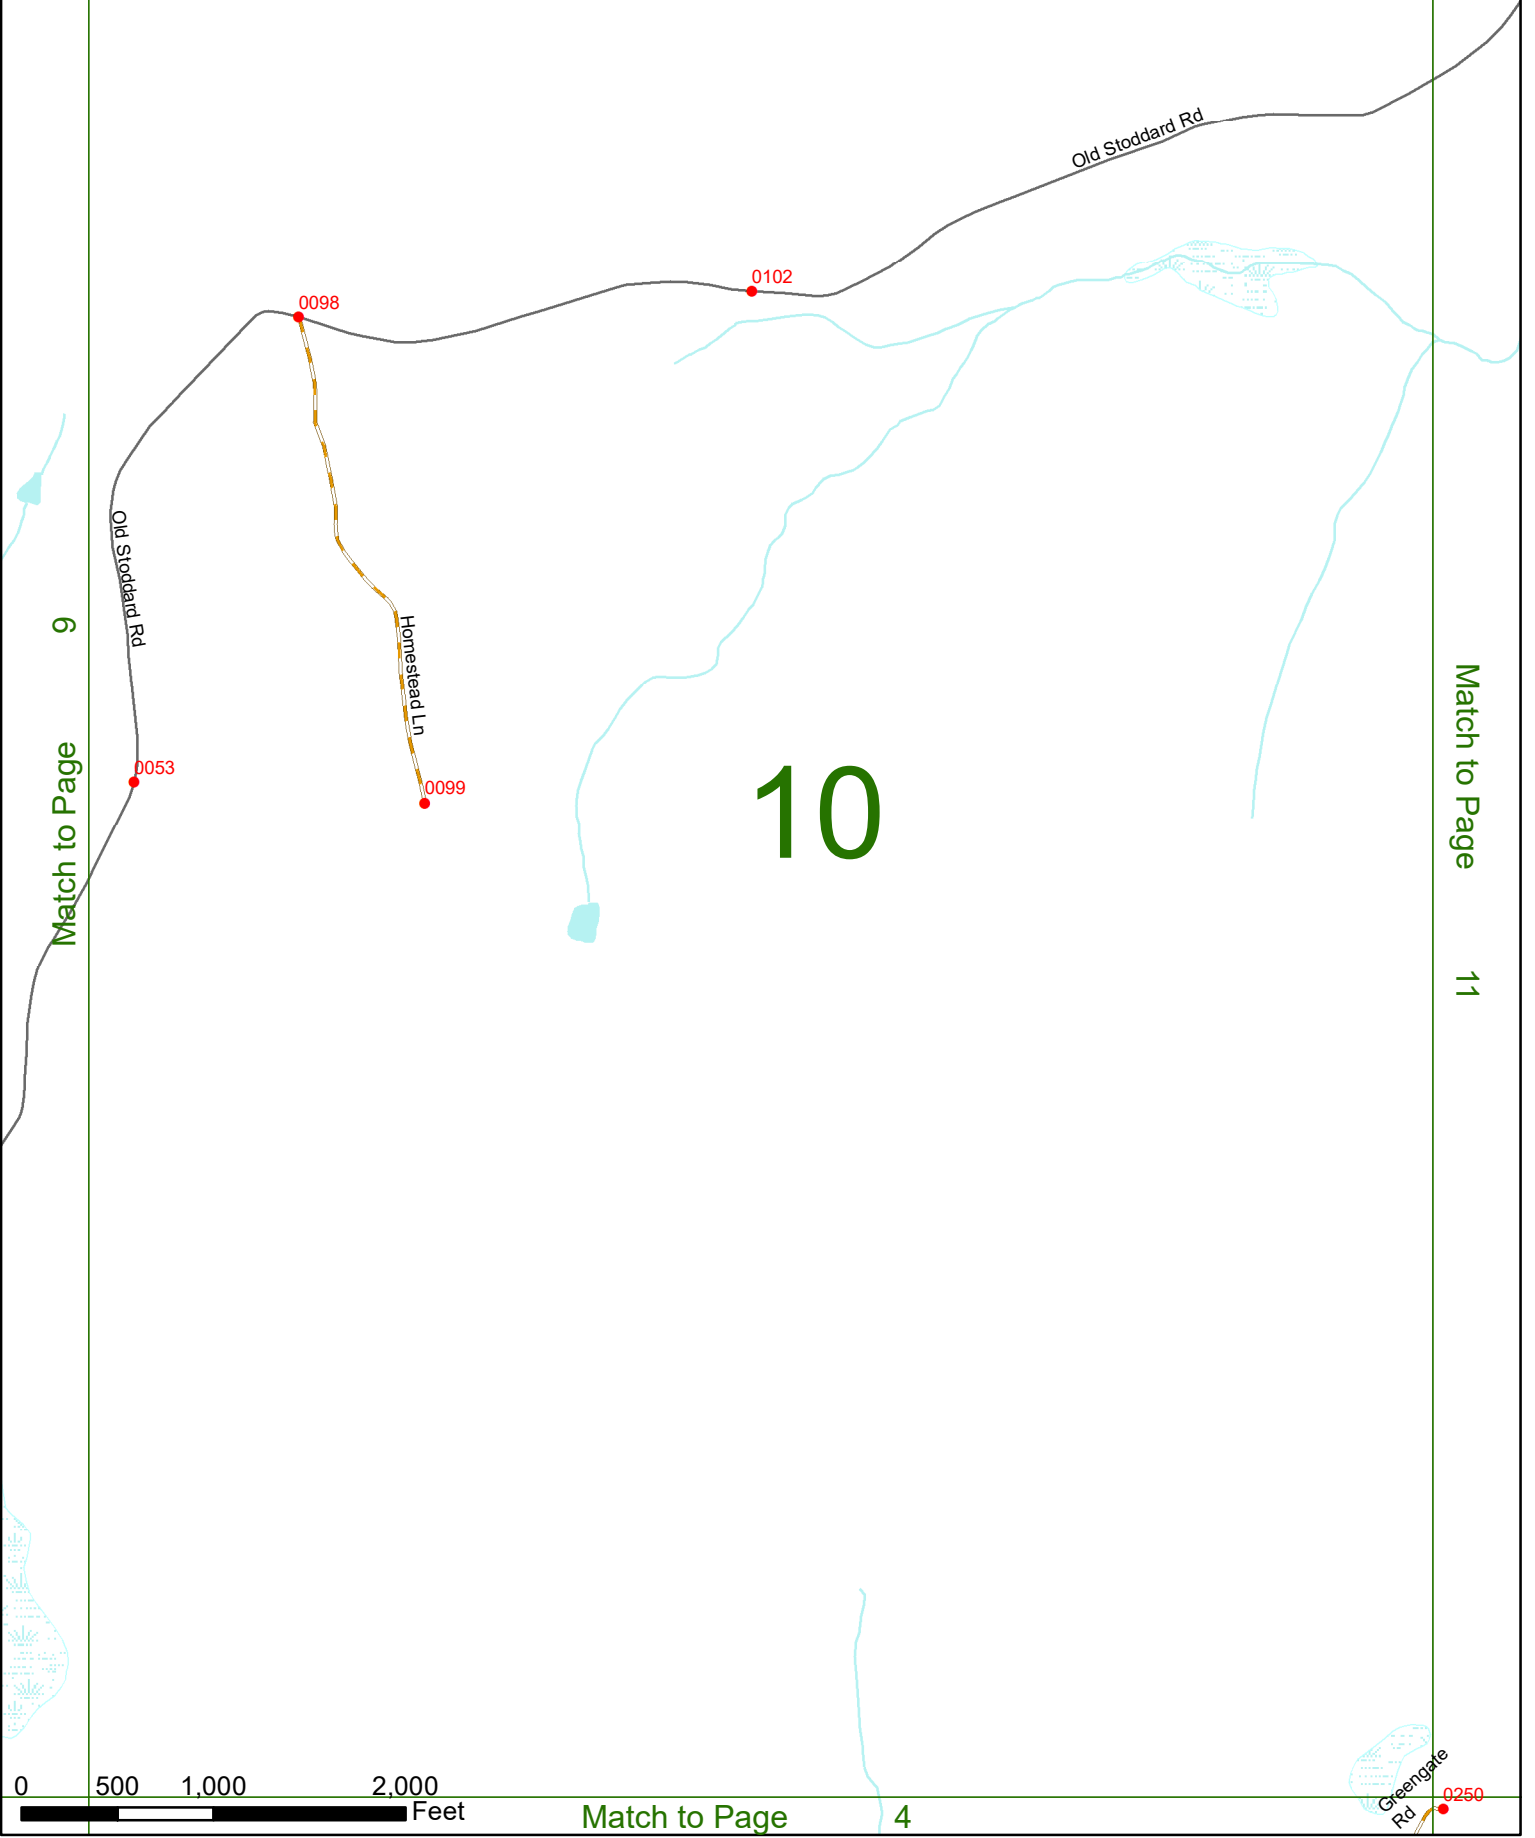 Old Stoddard Rd
0102
0098
Old Stoddard Rd
9
Homestead Ln
Match to Page
11
Match to Page
0053
0099
10
Greengate
Rd
0250
0 500 1,000 2,000
Feet
Match to Page 4